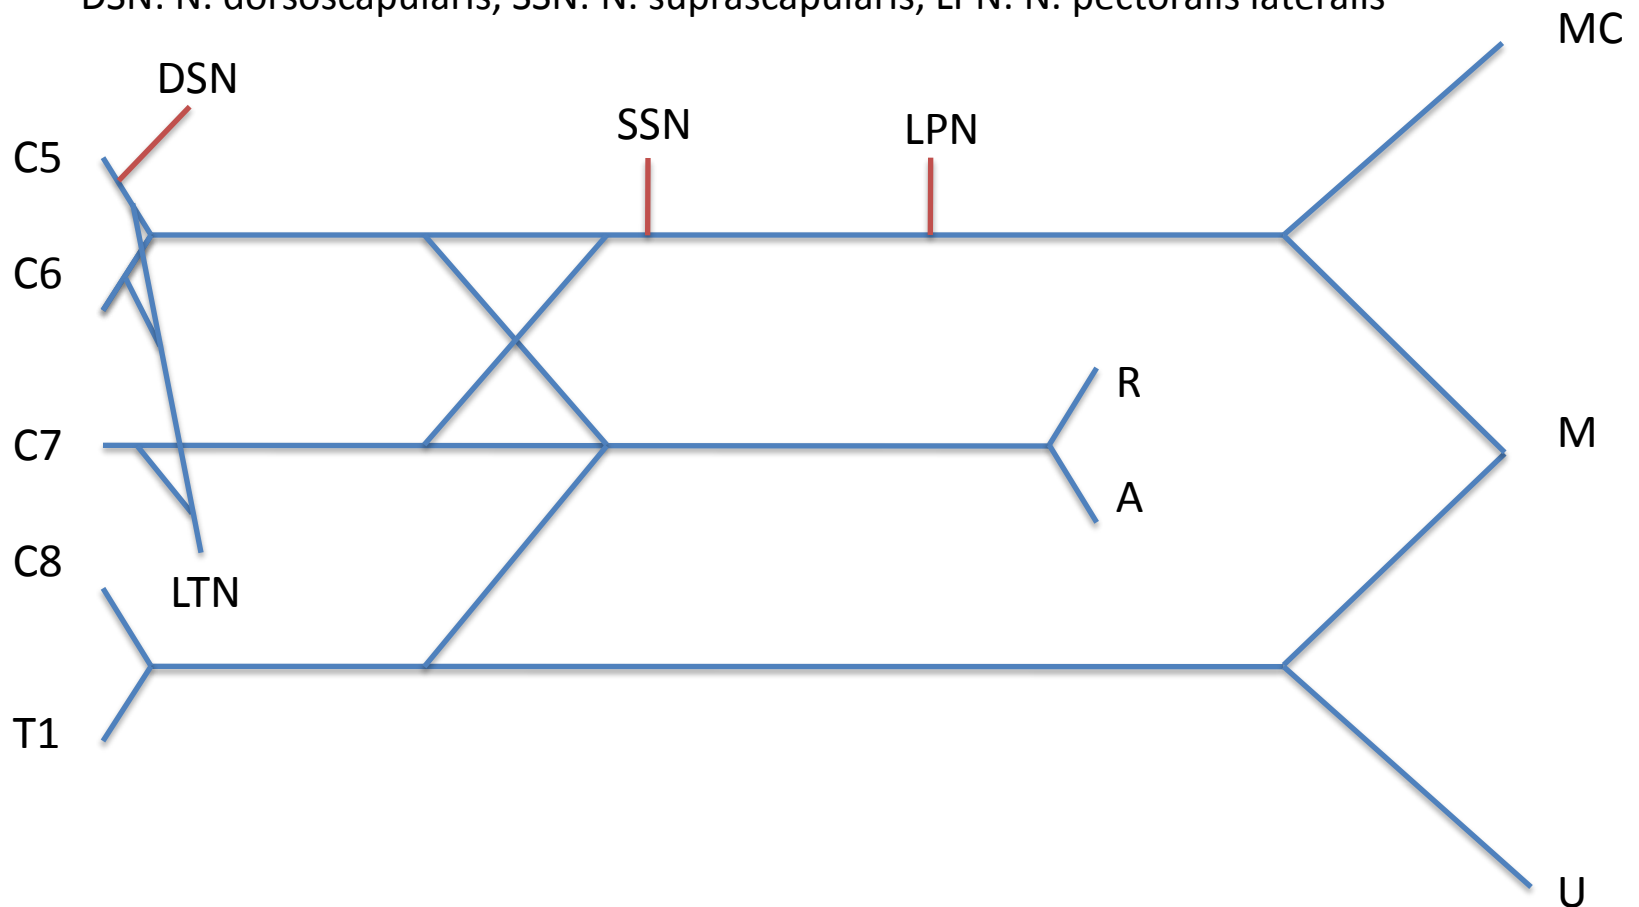 DSN: N. dorsoscapularis, SSN: N. suprascapularis, LPN: N. pectoralis lateralis
MC
DSN
SSN
LPN
C5
C6
R
M
C7
A
C8
LTN
T1
U